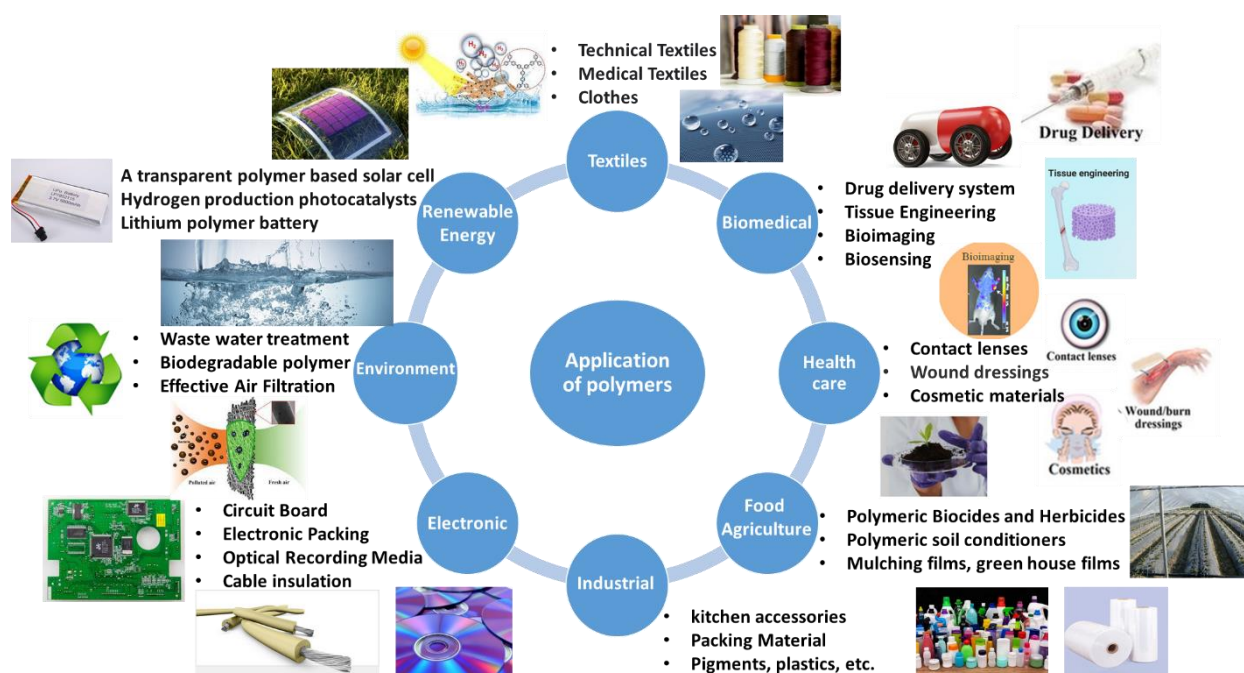 • Technical Textiles
• Medical Textiles
• Clothes
Textiles
Drug Delivery
Tissue engineering
Biomedical
• Drug delivery system
• Tissue Engineering
• Bioimaging
• Biosensing
Bioimaging
Health
care
• Contact lenses
• Wound dressings
• Cosmetic materials
Contact lenses
Wound/burn
dressings
Cosmetics
Food
Agriculture
• Polymeric Biocides and Herbicides
• Polymeric soil conditioners
• Mulching films, green house films
Industrial
• kitchen accessories
• Packing Material
• Pigments, plastics, etc.
Electronic
• Circuit Board
• Electronic Packing
• Optical Recording Media
• Cable insulation
Environment
• Waste water treatment
• Biodegradable polymer
• Effective Air Filtration
Polluted air
Fresh air
Renewable
Energy
A transparent polymer based solar cell
Hydrogen production photocatalysts
Lithium polymer battery
H₂
H₂
H₂
Application
of polymers